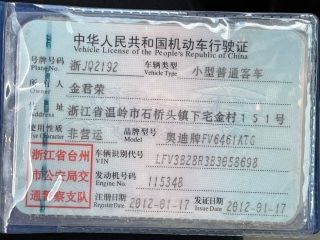 中华人民共和国机动车行驶证
Vehicle License of the People's Republic of China
号牌号码 浙JQ2192 车辆类型 小型普通客车
Plate No. Vehicle Type
所有人 金君荣
Owner
住址 浙江省温岭市石桥头镇下宅金村151号
Address
使用性质 非营运 品牌型号 奥迪牌FV6461ATG
Use Character Model
浙江省台州
市公安局交
通警察支队
车辆识别代号 LFV3B28R3B3058698
VIN
发动机号码 115348
Engine No.
注册日期 2012-01-17 发证日期 2012-01-17
Register Date Issue Date